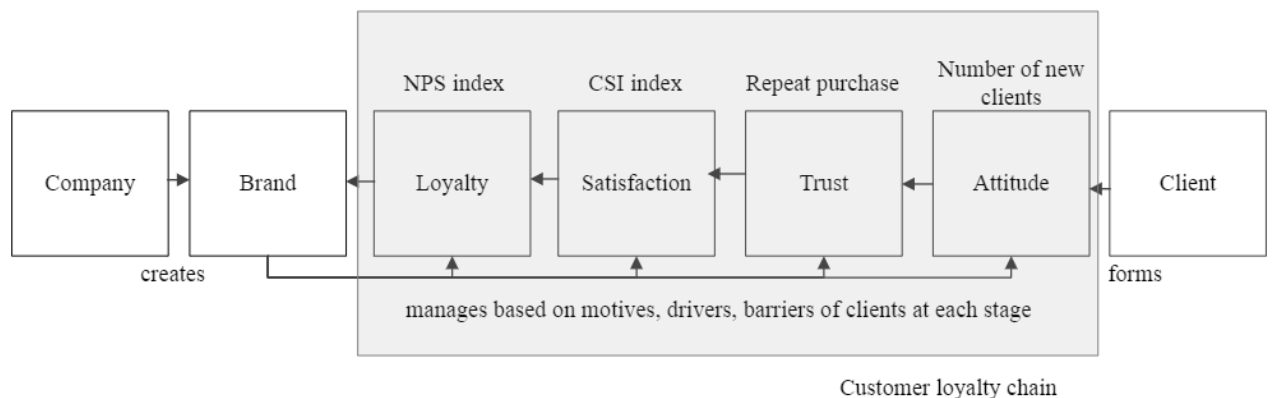 NPS index
CSI index
Repeat purchase
Number of new
clients
Company
Brand
Loyalty
Satisfaction
Trust
Attitude
Client
creates
forms
manages based on motives, drivers, barriers of clients at each stage
Customer loyalty chain